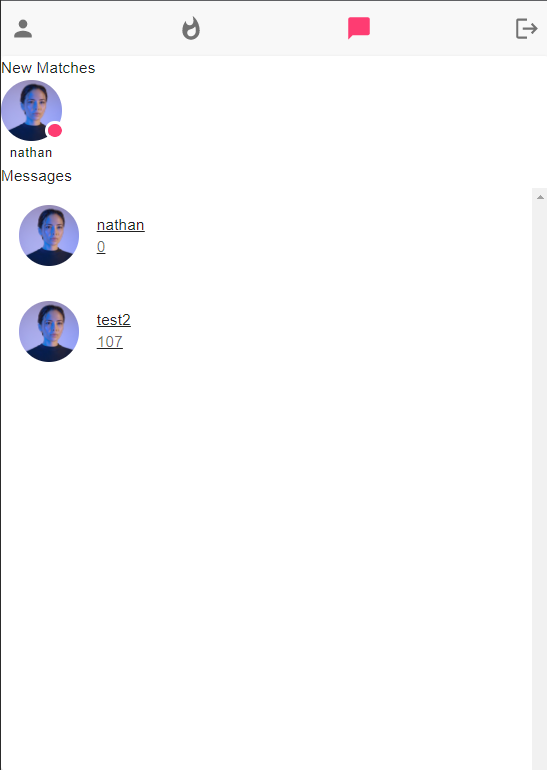 New Matches
nathan
Messages
nathan
0
test2
107